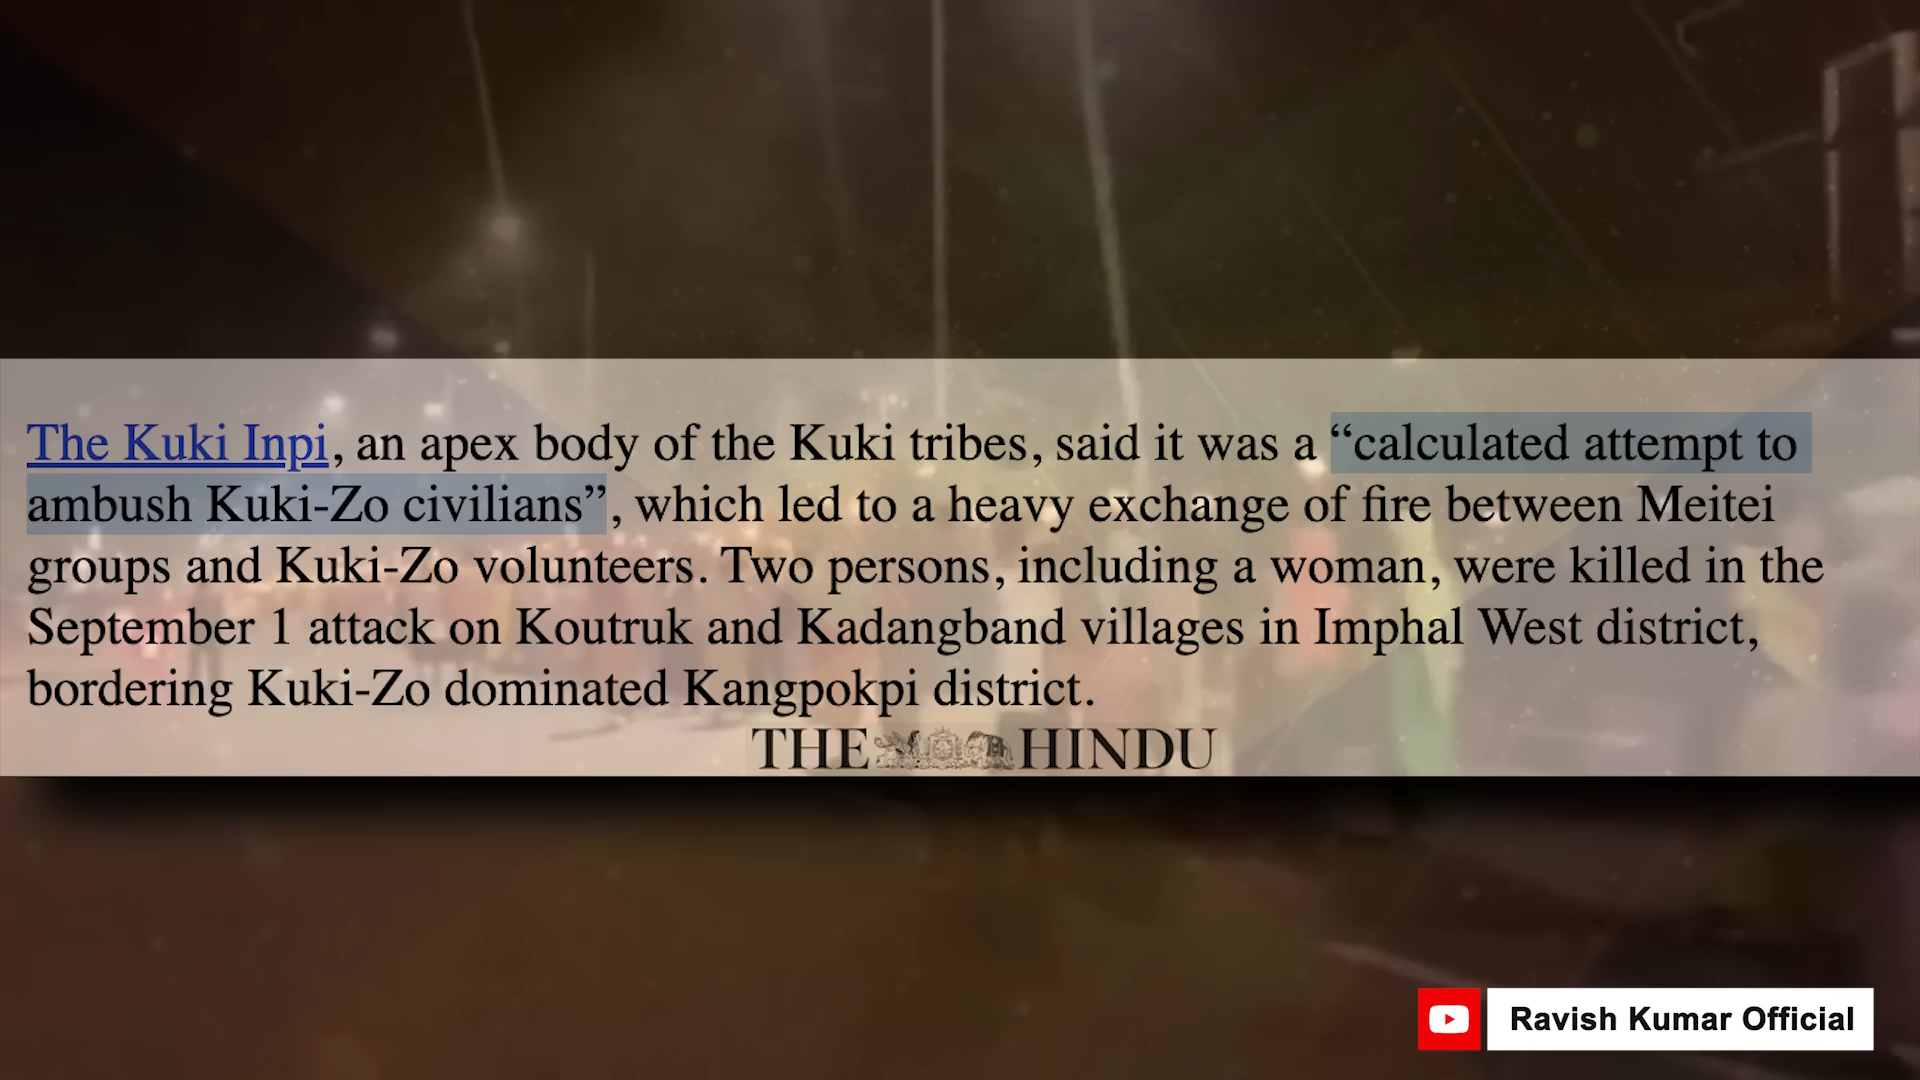 The Kuki Inpi, an apex body of the Kuki tribes, said it was a “calculated attempt to
ambush Kuki-Zo civilians”, which led to a heavy exchange of fire between Meitei
groups and Kuki-Zo volunteers. Two persons, including a woman, were killed in the
September 1 attack on Koutruk and Kadangband villages in Imphal West district,
bordering Kuki-Zo dominated Kangpokpi district.
THE HINDU
Ravish Kumar Official